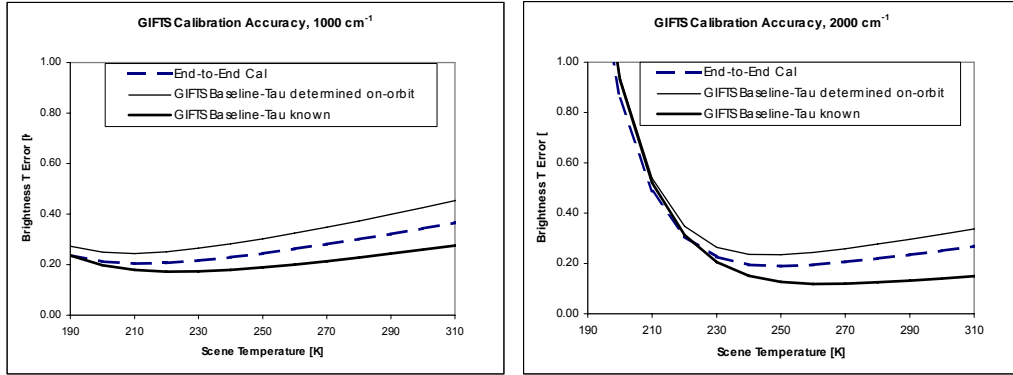 GIFTS Calibration Accuracy, 1000 cm⁻¹
1.00
0.80
0.60
0.40
0.20
0.00
Brightness T Error [
End-to-End Cal
GIFTS Baseline-Tau determined on-orbit
GIFTS Baseline-Tau known
190 210 230 250 270 290 310
Scene Temperature [K]
GIFTS Calibration Accuracy, 2000 cm⁻¹
1.00
0.80
0.60
0.40
0.20
0.00
Brightness T Error [
End-to-End Cal
GIFTS Baseline-Tau determined on-orbit
GIFTS Baseline-Tau known
190 210 230 250 270 290 310
Scene Temperature [K]